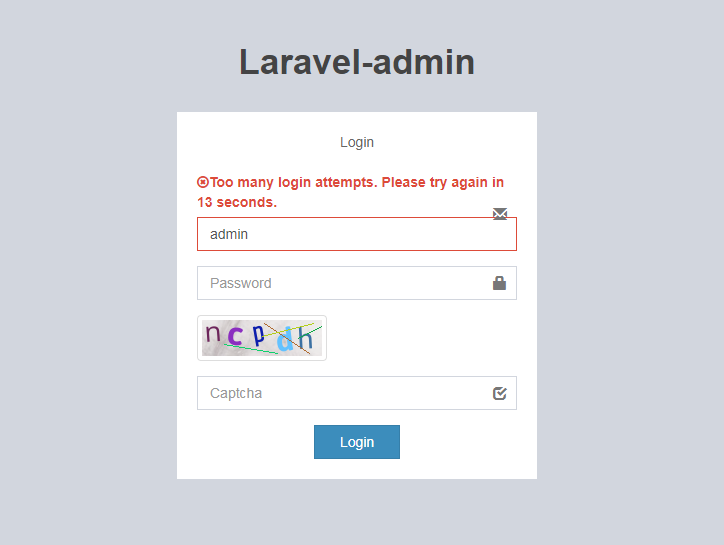 Laravel-admin
Login
Too many login attempts. Please try again in
13 seconds.
admin
Password
ncpdh
Captcha
Login